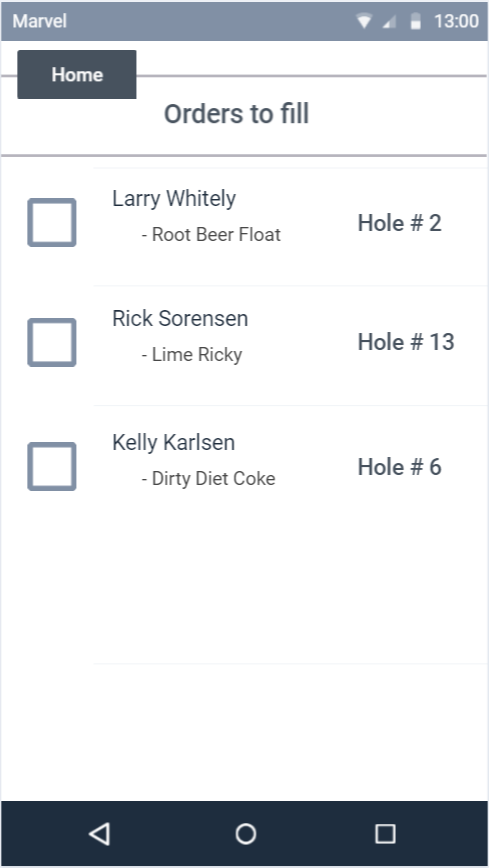 Marvel 13:00
Home
Orders to fill
Larry Whitely
- Root Beer Float
Hole # 2
Rick Sorensen
- Lime Ricky
Hole # 13
Kelly Karlsen
- Dirty Diet Coke
Hole # 6